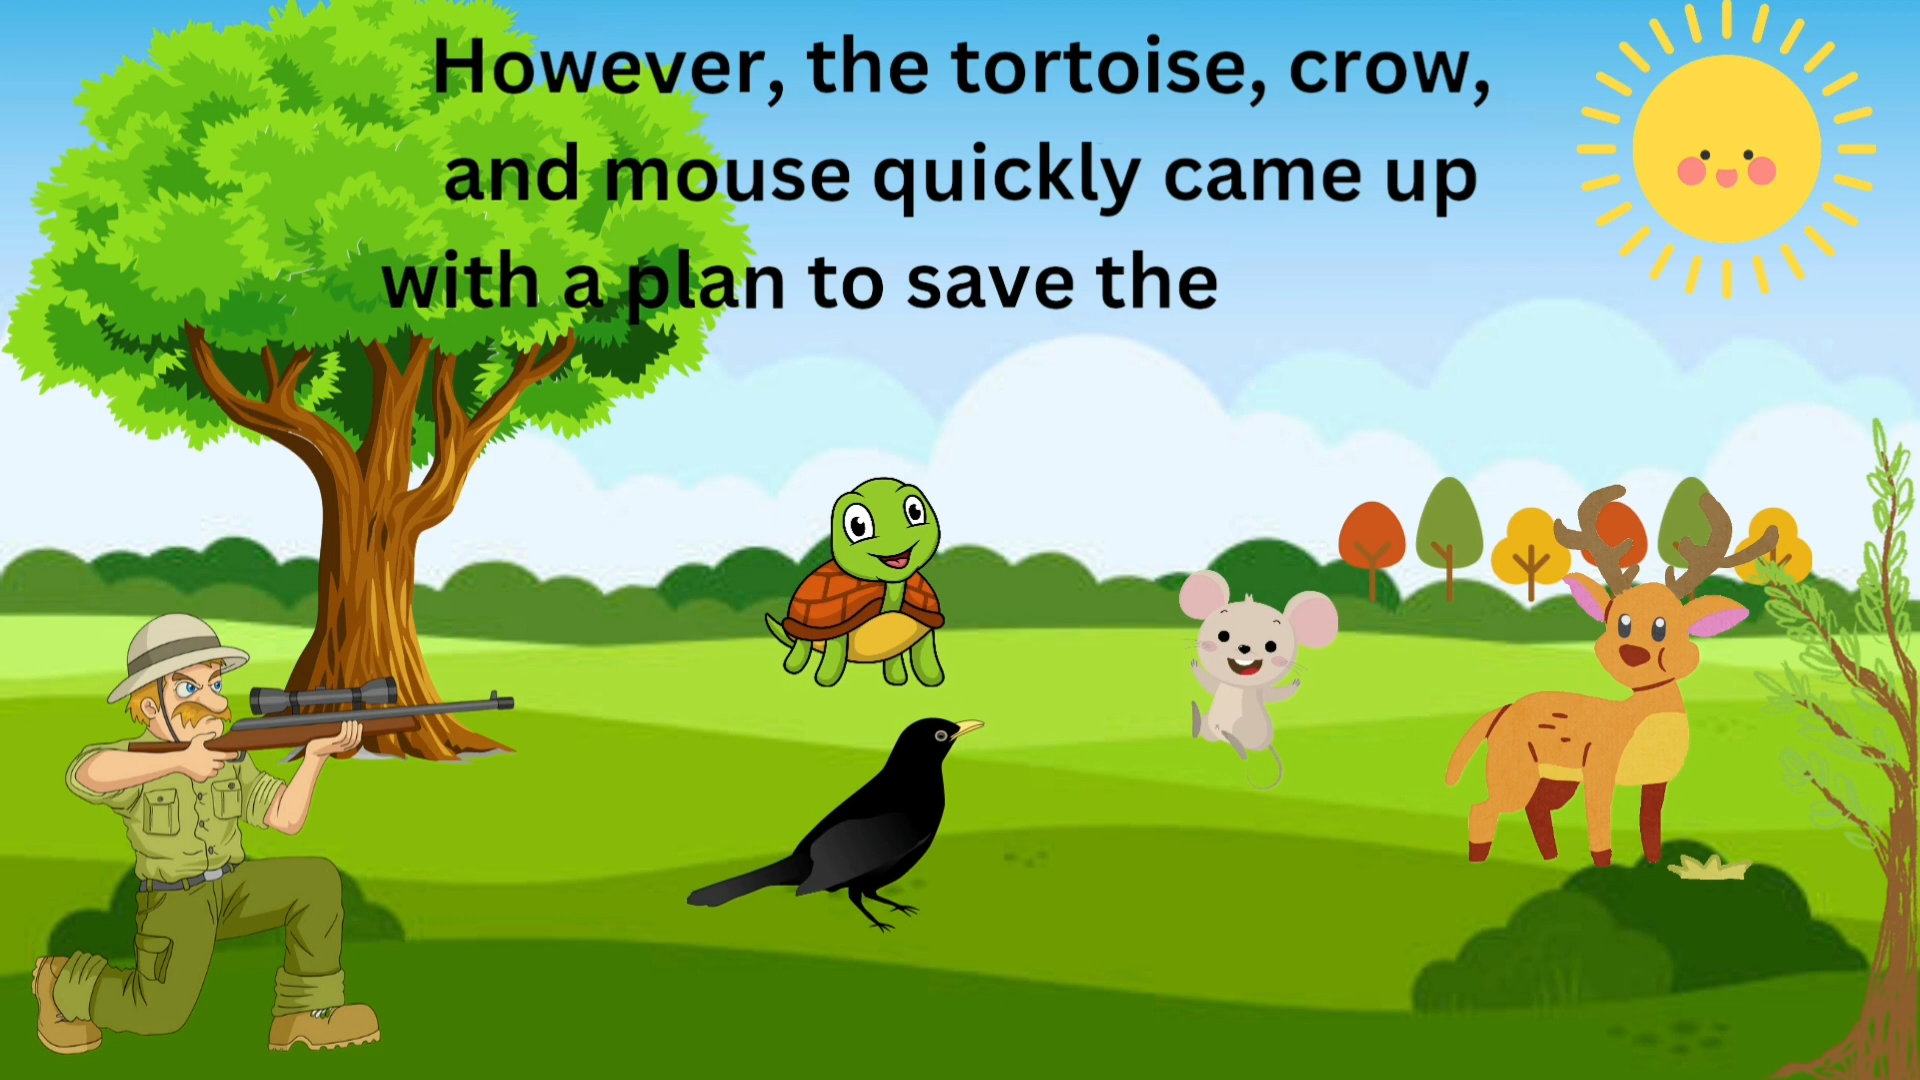 However, the tortoise, crow,
and mouse quickly came up
with a plan to save the